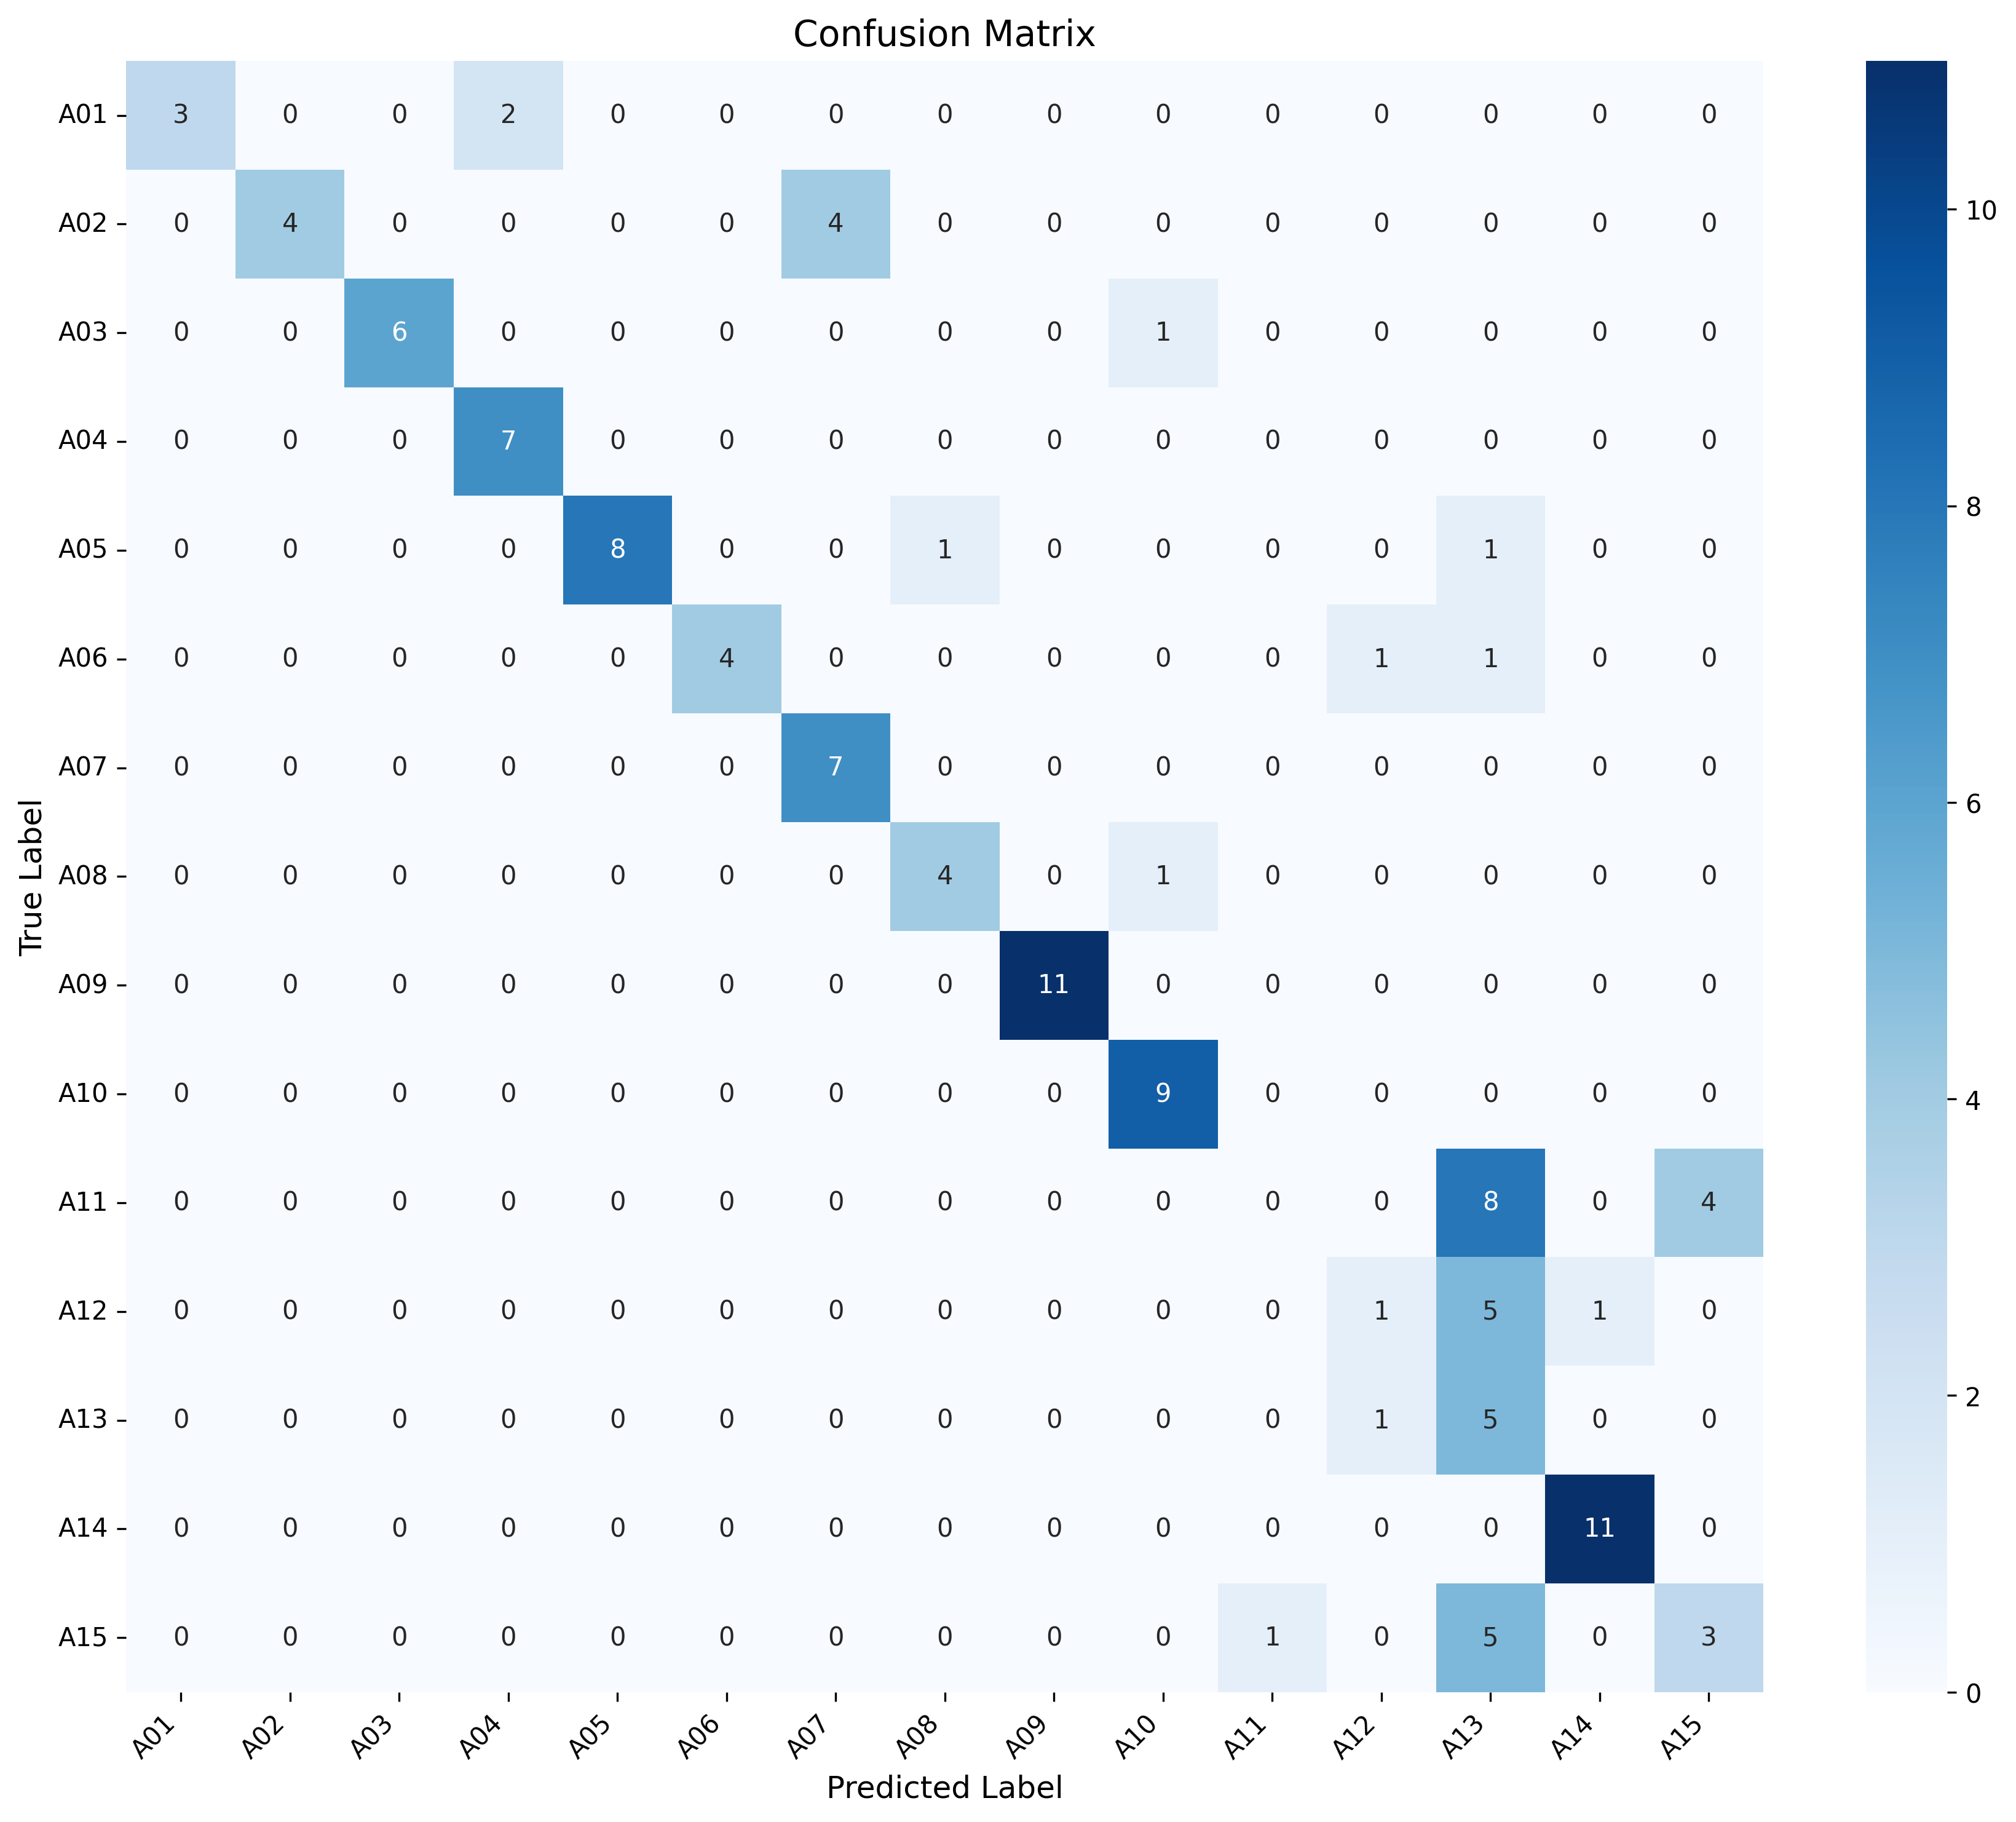 Confusion Matrix
A01 3 0 0 2 0 0 0 0 0 0 0 0 0 0 0
A02 0 4 0 0 0 0 4 0 0 0 0 0 0 0 0
A03 0 0 6 0 0 0 0 0 0 1 0 0 0 0 0
A04 0 0 0 7 0 0 0 0 0 0 0 0 0 0 0
A05 0 0 0 0 8 0 0 1 0 0 0 0 1 0 0
A06 0 0 0 0 0 4 0 0 0 0 0 1 1 0 0
A07 0 0 0 0 0 0 7 0 0 0 0 0 0 0 0
A08 0 0 0 0 0 0 0 4 0 1 0 0 0 0 0
A09 0 0 0 0 0 0 0 0 11 0 0 0 0 0 0
A10 0 0 0 0 0 0 0 0 0 9 0 0 0 0 0
A11 0 0 0 0 0 0 0 0 0 0 0 0 8 0 4
A12 0 0 0 0 0 0 0 0 0 0 0 1 5 1 0
A13 0 0 0 0 0 0 0 0 0 0 0 1 5 0 0
A14 0 0 0 0 0 0 0 0 0 0 0 0 0 11 0
A15 0 0 0 0 0 0 0 0 0 0 1 0 5 0 3
A01 A02 A03 A04 A05 A06 A07 A08 A09 A10 A11 A12 A13 A14 A15
Predicted Label
True Label
10
8
6
4
2
0